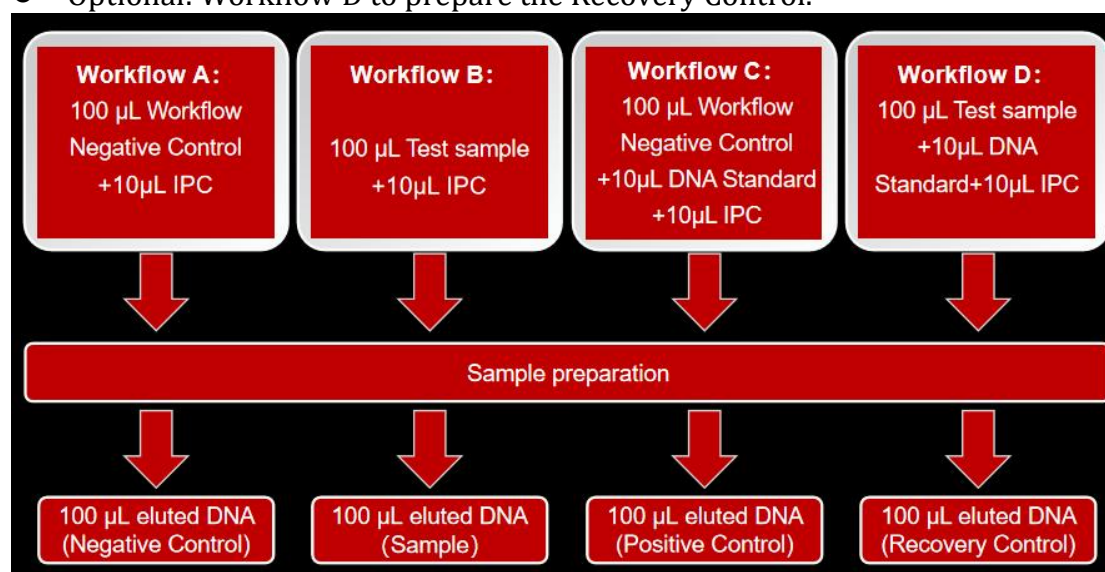 Optional: Workflow D to prepare the Recovery Control.
Workflow A:
100 µL Workflow
Negative Control
+10µL IPC
Workflow B:
100 µL Test sample
+10µL IPC
Workflow C:
100 µL Workflow
Negative Control
+10µL DNA Standard
+10µL IPC
Workflow D:
100 µL Test sample
+10µL DNA
Standard+10µL IPC
Sample preparation
100 µL eluted DNA
(Negative Control)
100 µL eluted DNA
(Sample)
100 µL eluted DNA
(Positive Control)
100 µL eluted DNA
(Recovery Control)